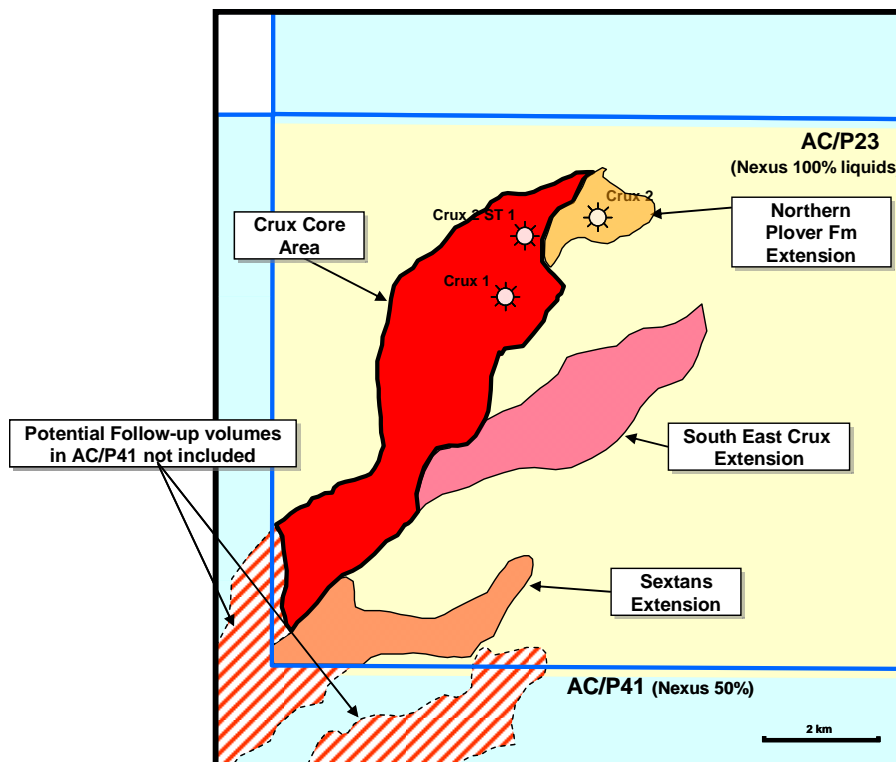 AC/P23
(Nexus 100% liquids
Crux 2
Northern
Plover Fm
Extension
Crux Core
Area
Crux 2 ST 1
Crux 1
Potential Follow-up volumes
in AC/P41 not included
South East Crux
Extension
Sextans
Extension
AC/P41 (Nexus 50%)
2 km